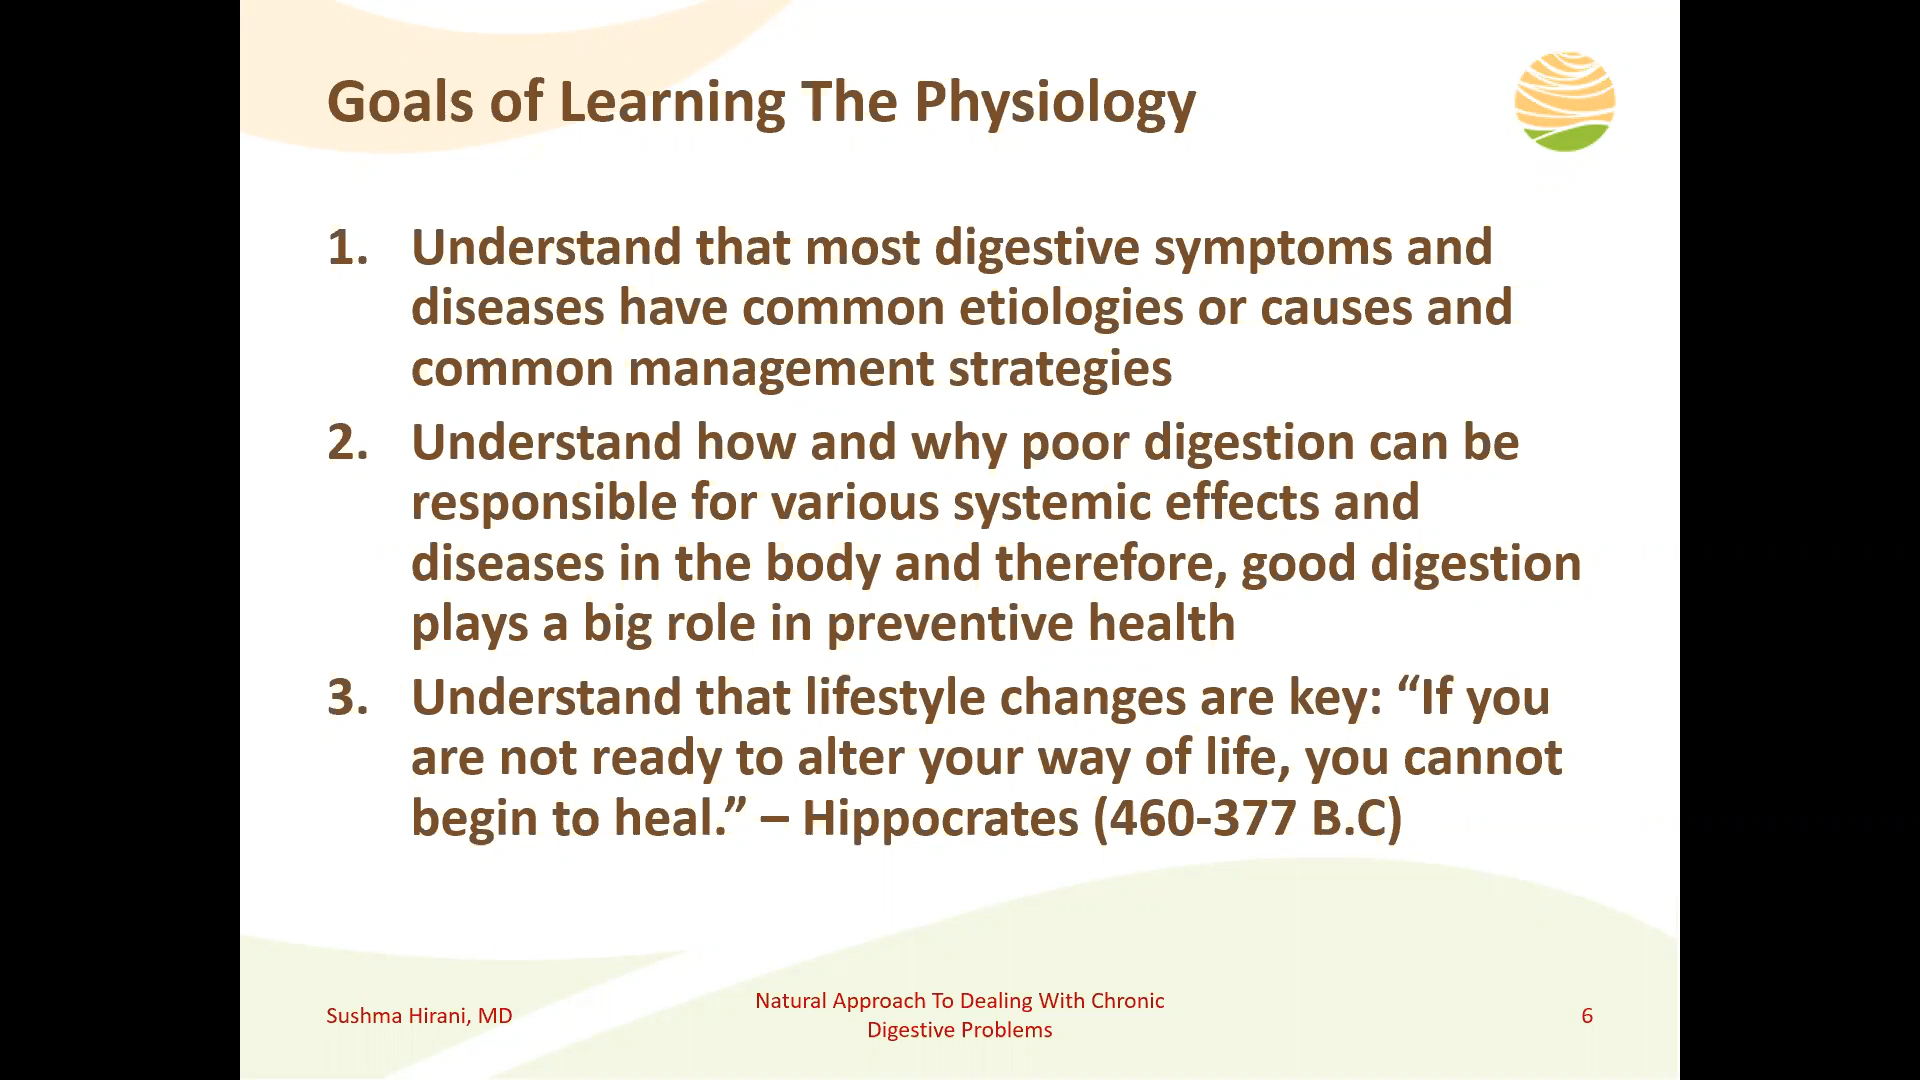 Goals of Learning The Physiology
1. Understand that most digestive symptoms and
diseases have common etiologies or causes and
common management strategies
2. Understand how and why poor digestion can be
responsible for various systemic effects and
diseases in the body and therefore, good digestion
plays a big role in preventive health
3. Understand that lifestyle changes are key: “If you
are not ready to alter your way of life, you cannot
begin to heal.” – Hippocrates (460-377 B.C)
Sushma Hirani, MD
Natural Approach To Dealing With Chronic
Digestive Problems
6